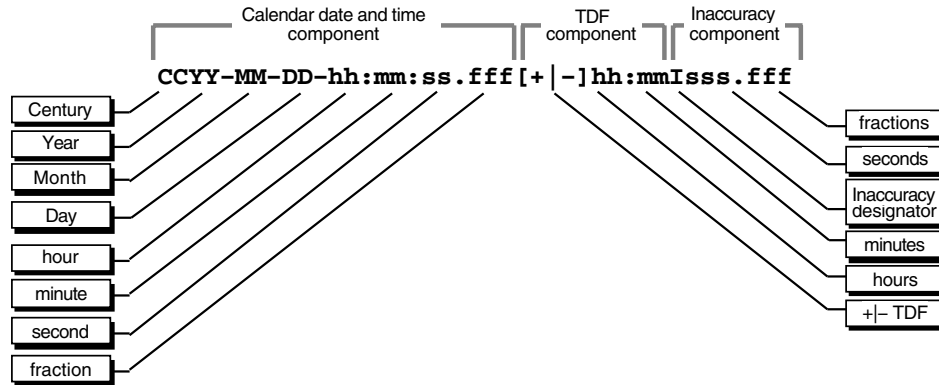 Calendar date and time component
TDF component
Inaccuracy component
CCYY-MM-DD-hh:mm:ss.fff[+|-]hh:mmIsss.fff
Century
Year
Month
Day
hour
minute
second
fraction
fractions
seconds
Inaccuracy designator
minutes
hours
+|– TDF